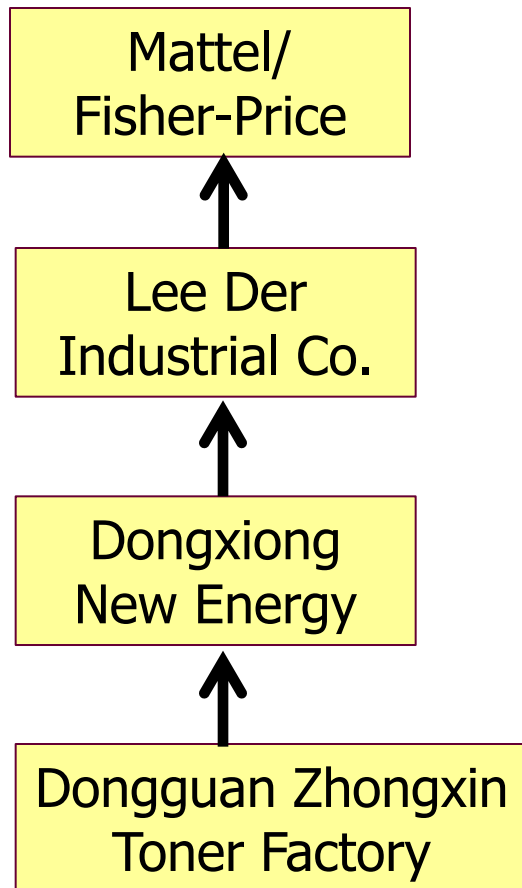 Mattel/
Fisher-Price
Lee Der
Industrial Co.
Dongxiong
New Energy
Dongguan Zhongxin
Toner Factory